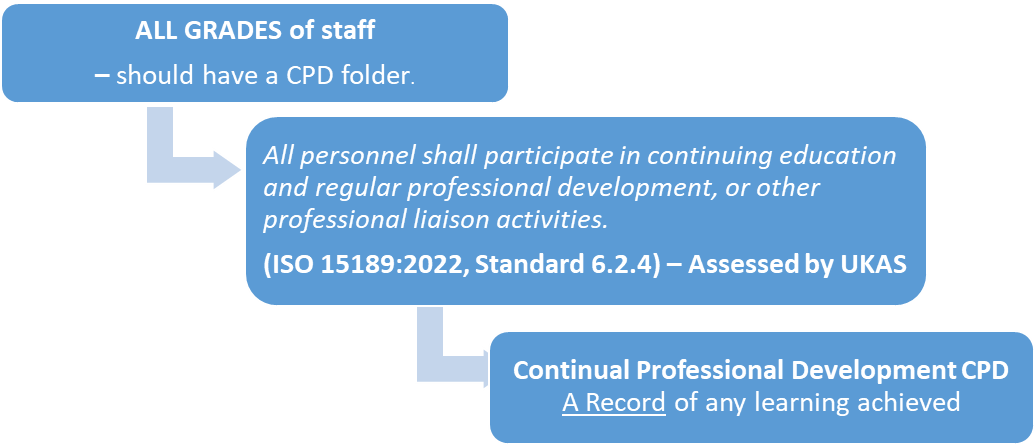 ALL GRADES of staff
– should have a CPD folder.
All personnel shall participate in continuing education
and regular professional development, or other
professional liaison activities.
(ISO 15189:2022, Standard 6.2.4) – Assessed by UKAS
Continual Professional Development CPD
A Record of any learning achieved